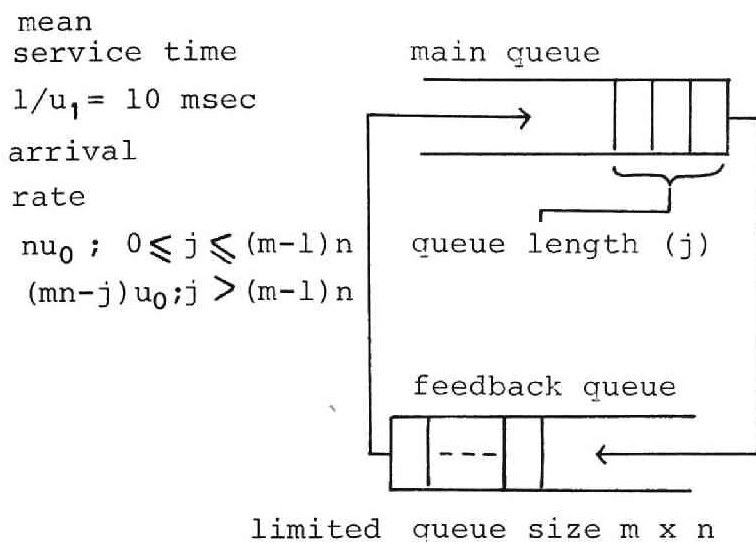 mean
service time
1/u₁= 10 msec
arrival
rate
nu₀ ; 0⩽ j ⩽(m-1)n
(mn-j)u₀;j >(m-1)n
main queue
queue length (j)
feedback queue
limited queue size m x n